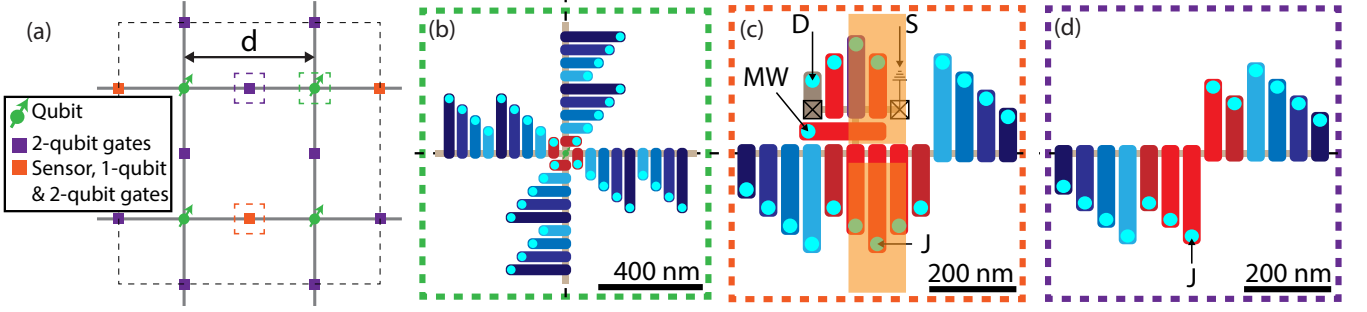 (a)
d
Qubit
2-qubit gates
Sensor, 1-qubit
& 2-qubit gates
(b)
400 nm
(c)
D
S
MW
J
200 nm
(d)
J
200 nm